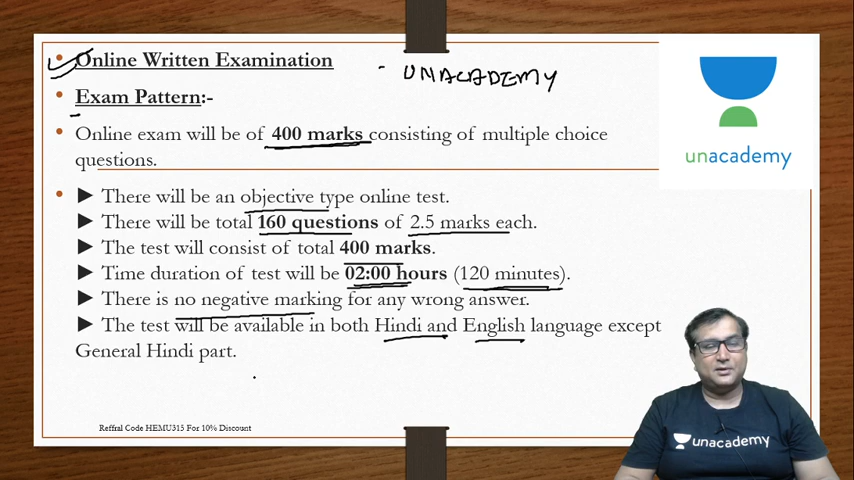 Online Written Examination
- UNACADEMY
Exam Pattern:-
Online exam will be of 400 marks consisting of multiple choice
questions.
► There will be an objective type online test.
► There will be total 160 questions of 2.5 marks each.
► The test will consist of total 400 marks.
► Time duration of test will be 02:00 hours (120 minutes).
► There is no negative marking for any wrong answer.
► The test will be available in both Hindi and English language except
General Hindi part.
Reffral Code HEMU315 For 10% Discount
unacademy
unacademy